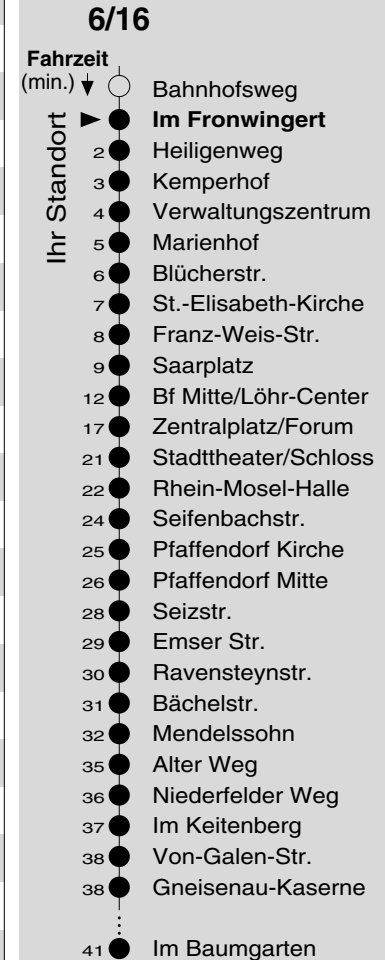 6/16
Fahrzeit
(min.)
Ihr Standort
Bahnhofsweg
Im Fronwingert
2 Heiligenweg
3 Kemperhof
4 Verwaltungszentrum
5 Marienhof
6 Blücherstr.
7 St.-Elisabeth-Kirche
8 Franz-Weis-Str.
9 Saarplatz
12 Bf Mitte/Löhr-Center
17 Zentralplatz/Forum
21 Stadttheater/Schloss
22 Rhein-Mosel-Halle
24 Seifenbachstr.
25 Pfaffendorf Kirche
26 Pfaffendorf Mitte
28 Seizstr.
29 Emser Str.
30 Ravensteynstr.
31 Bächelstr.
32 Mendelssohn
35 Alter Weg
36 Niederfelder Weg
37 Im Keitenberg
38 Von-Galen-Str.
38 Gneisenau-Kaserne
41 Im Baumgarten